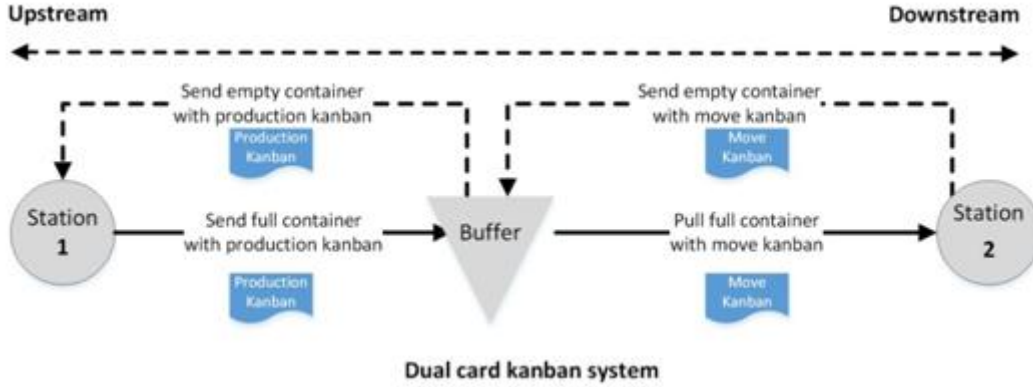 Upstream
Downstream
Send empty container
with production kanban
Production
Kanban
Send empty container
with move kanban
Move
Kanban
Station
1
Send full container
with production kanban
Production
Kanban
Buffer
Pull full container
with move kanban
Move
Kanban
Station
2
Dual card kanban system